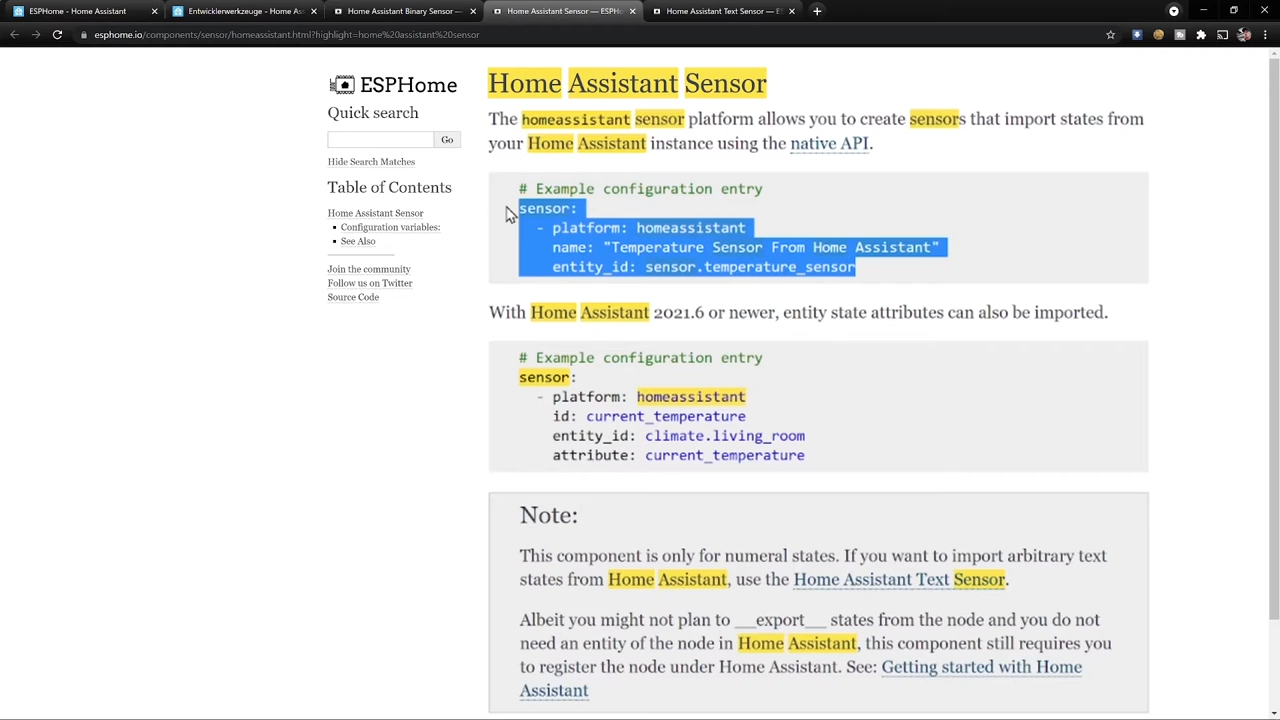 ESPHome - Home Assistant
Entwicklerwerkzeuge - Home As
Home Assistant Binary Sensor —
Home Assistant Sensor — ESPHo
Home Assistant Text Sensor — ES
esphome.io/components/sensor/homeassistant.html?highlight=home%20assistant%20sensor
ESPHome
Quick search
Go
Hide Search Matches
Table of Contents
Home Assistant Sensor
Configuration variables:
See Also
Join the community
Follow us on Twitter
Source Code
Home Assistant Sensor
The homeassistant sensor platform allows you to create sensors that import states from
your Home Assistant instance using the native API.
# Example configuration entry
sensor:
- platform: homeassistant
name: "Temperature Sensor From Home Assistant"
entity_id: sensor.temperature_sensor
With Home Assistant 2021.6 or newer, entity state attributes can also be imported.
# Example configuration entry
sensor:
- platform: homeassistant
id: current_temperature
entity_id: climate.living_room
attribute: current_temperature
Note:
This component is only for numeral states. If you want to import arbitrary text
states from Home Assistant, use the Home Assistant Text Sensor.
Albeit you might not plan to __export__ states from the node and you do not
need an entity of the node in Home Assistant, this component still requires you
to register the node under Home Assistant. See: Getting started with Home
Assistant